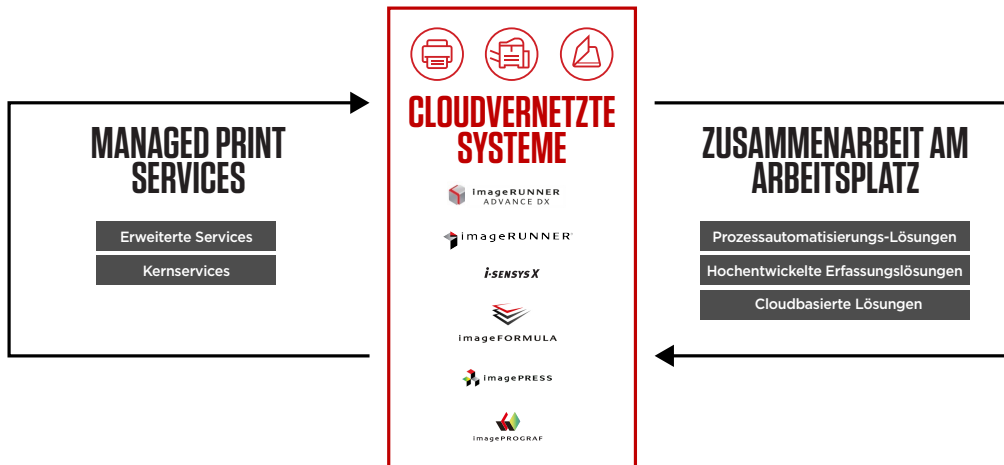 MANAGED PRINT
SERVICES
Erweiterte Services
Kernservices
CLOUDVERNETZTE
SYSTEME
imageRUNNER
ADVANCE DX
imageRUNNER
i-SENSYS X
imageFORMULA
imagePRESS
imagePROGRAF
ZUSAMMENARBEIT AM
ARBEITSPLATZ
Prozessautomatisierungs-Lösungen
Hochentwickelte Erfassungslösungen
Cloudbasierte Lösungen